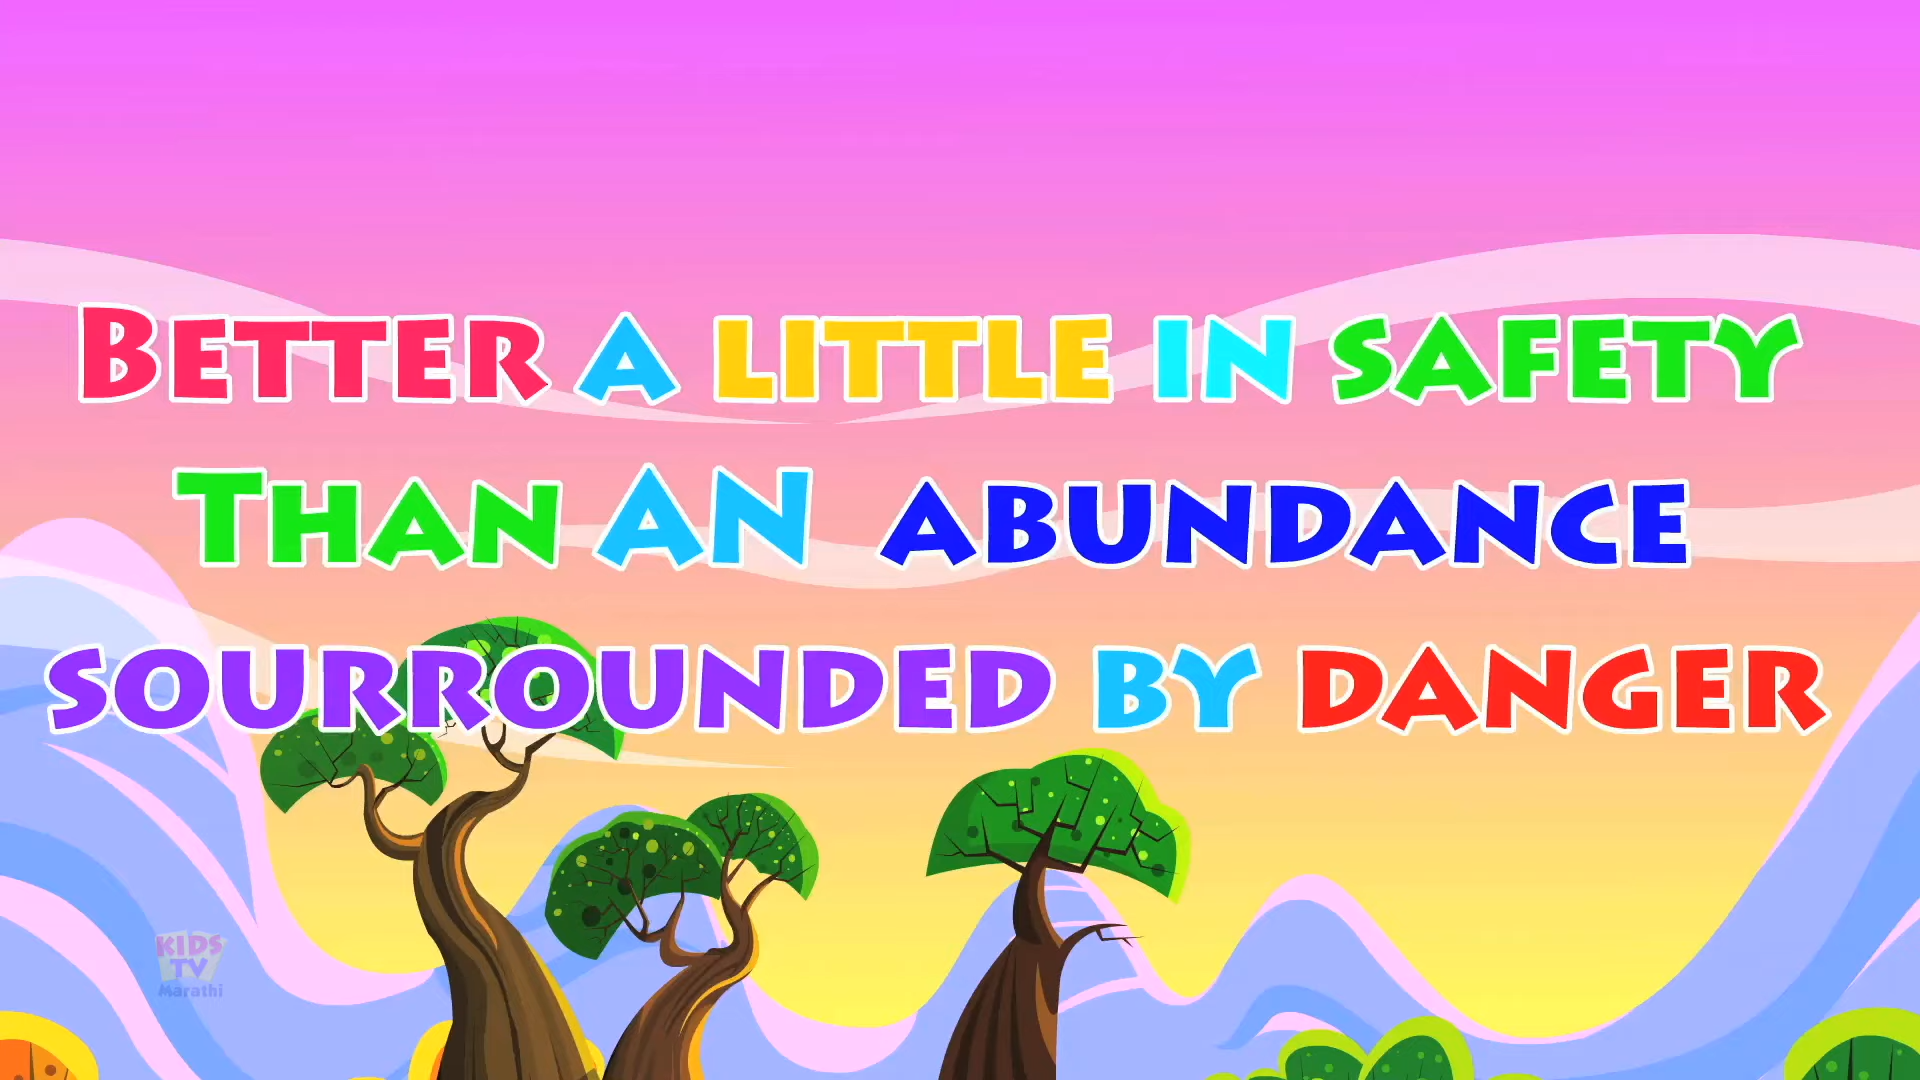 Better a little in safety
Than an abundance
sourrounded by danger
KIDS
TV
Marathi